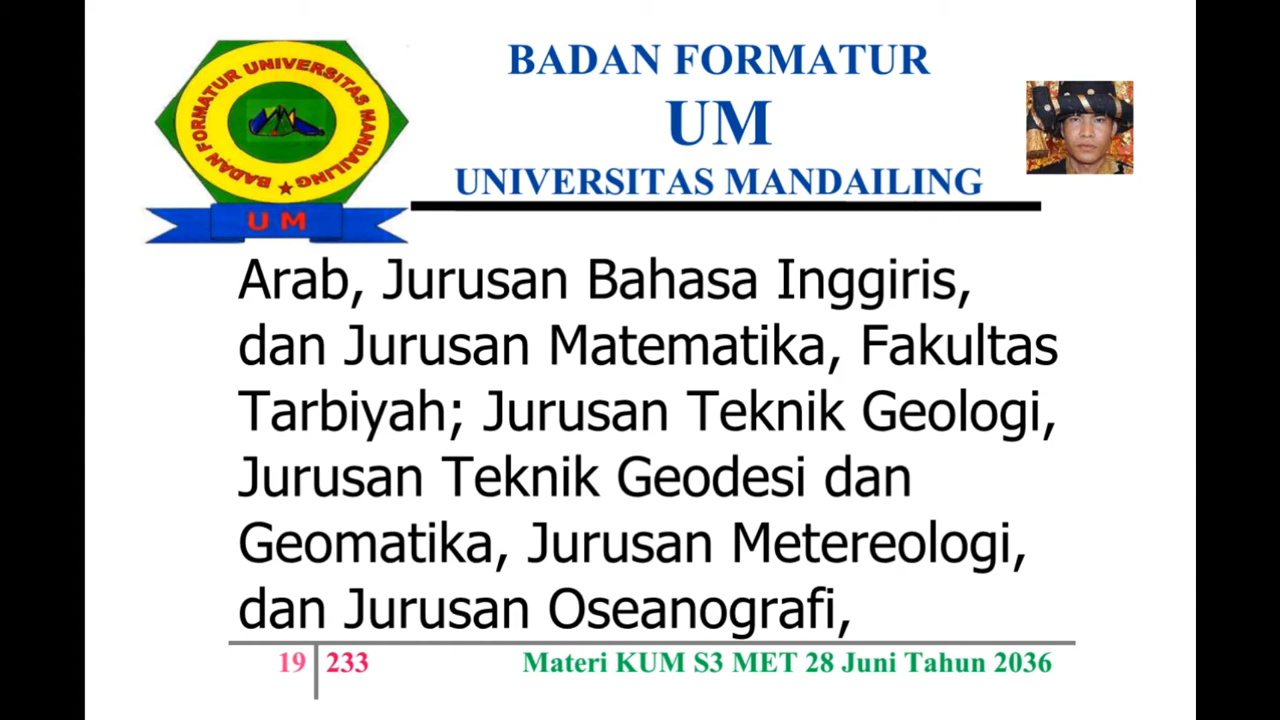 BADAN FORMATUR UNIVERSITAS MANDAILING
UM
BADAN FORMATUR
UM
UNIVERSITAS MANDAILING
Arab, Jurusan Bahasa Inggiris,
dan Jurusan Matematika, Fakultas
Tarbiyah; Jurusan Teknik Geologi,
Jurusan Teknik Geodesi dan
Geomatika, Jurusan Metereologi,
dan Jurusan Oseanografi,
19 233 Materi KUM S3 MET 28 Juni Tahun 2036